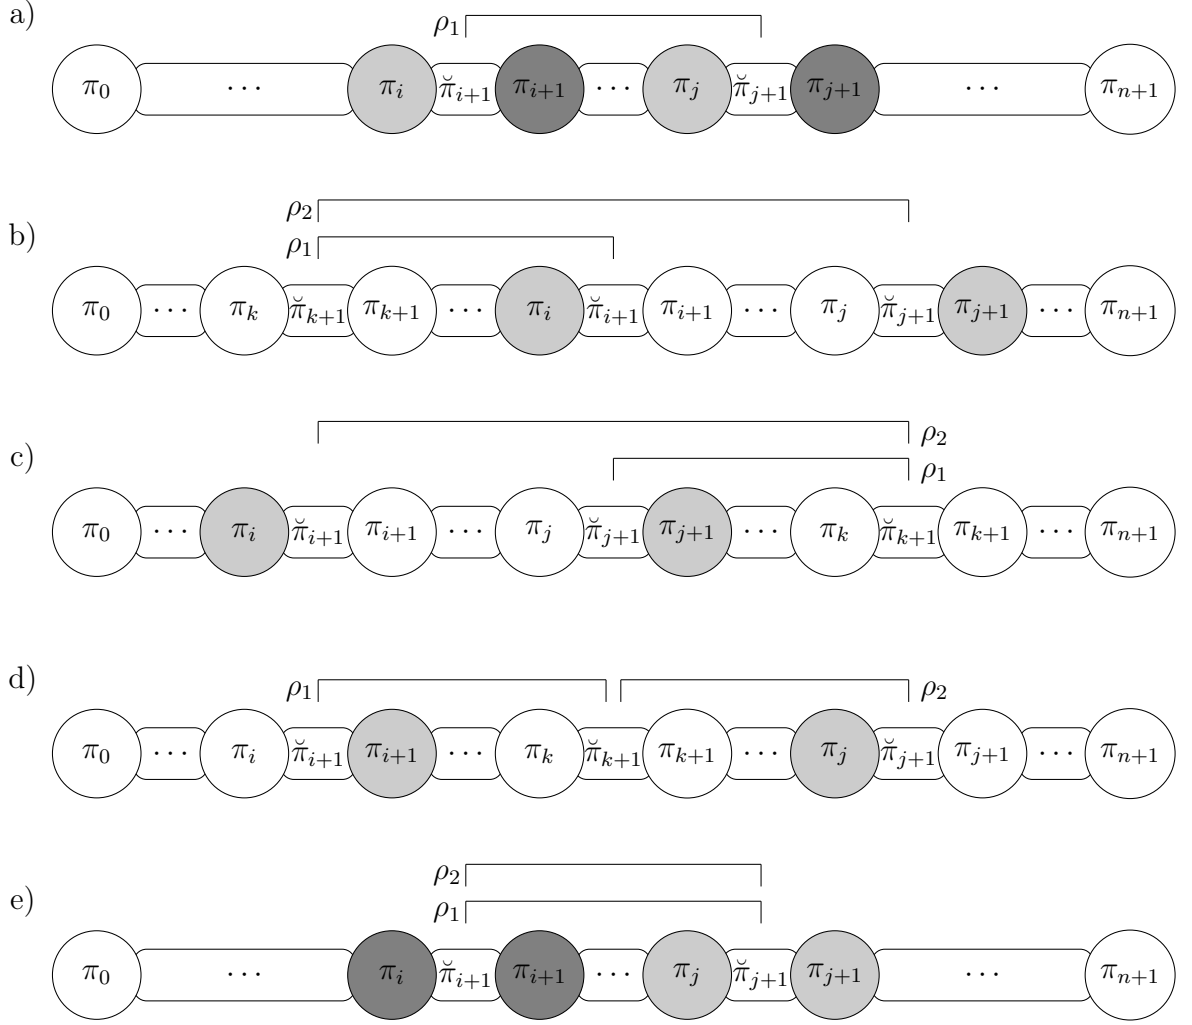 a) ρ₁
π₀ ⋯ πᵢ π̆ᵢ₊₁ πᵢ₊₁ ⋯ πⱼ π̆ⱼ₊₁ πⱼ₊₁ ⋯ πₙ₊₁
ρ₂
b) ρ₁
π₀ ⋯ πₖ π̆ₖ₊₁ πₖ₊₁ ⋯ πᵢ π̆ᵢ₊₁ πᵢ₊₁ ⋯ πⱼ π̆ⱼ₊₁ πⱼ₊₁ ⋯ πₙ₊₁
ρ₂
c) ρ₁
π₀ ⋯ πᵢ π̆ᵢ₊₁ πᵢ₊₁ ⋯ πⱼ π̆ⱼ₊₁ πⱼ₊₁ ⋯ πₖ π̆ₖ₊₁ πₖ₊₁ ⋯ πₙ₊₁
d) ρ₁ ρ₂
π₀ ⋯ πᵢ π̆ᵢ₊₁ πᵢ₊₁ ⋯ πₖ π̆ₖ₊₁ πₖ₊₁ ⋯ πⱼ π̆ⱼ₊₁ πⱼ₊₁ ⋯ πₙ₊₁
ρ₂
e) ρ₁
π₀ ⋯ πᵢ π̆ᵢ₊₁ πᵢ₊₁ ⋯ πⱼ π̆ⱼ₊₁ πⱼ₊₁ ⋯ πₙ₊₁